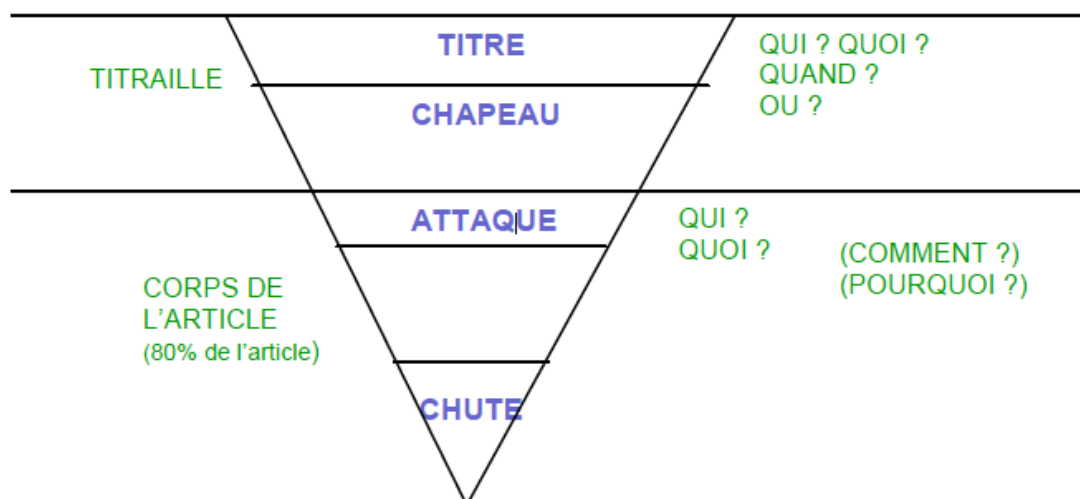 TITRE
QUI ? QUOI ?
TITRAILLE
QUAND ?
OU ?
CHAPEAU
ATTAQUE
QUI ?
QUOI ?
(COMMENT ?)
(POURQUOI ?)
CORPS DE
L'ARTICLE
(80% de l'article)
CHUTE